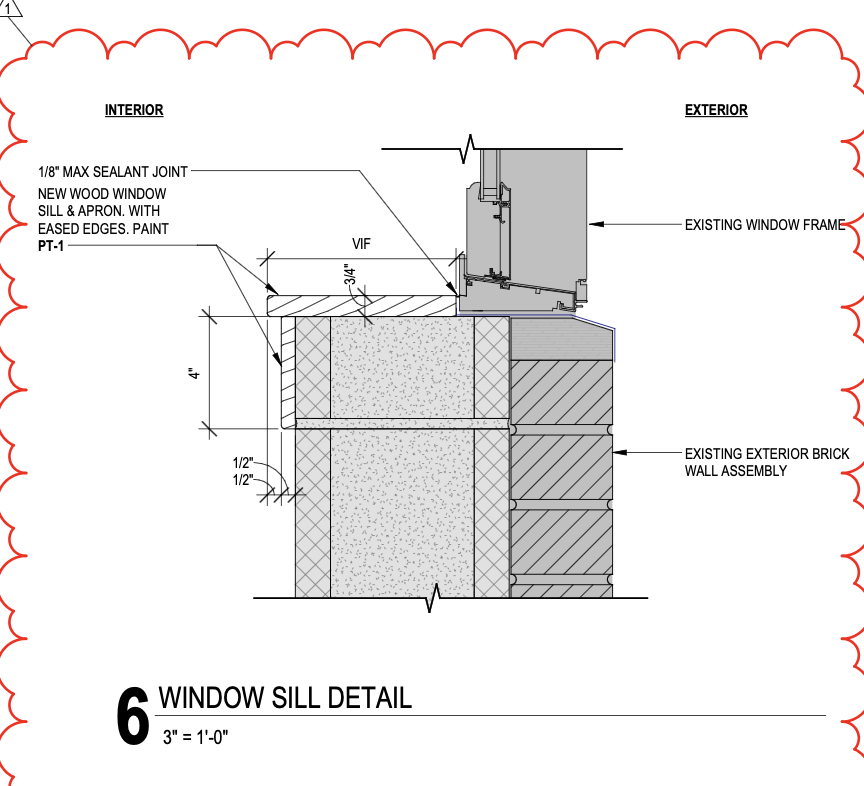 1
INTERIOR
EXTERIOR
1/8" MAX SEALANT JOINT
NEW WOOD WINDOW
SILL & APRON. WITH
EASED EDGES. PAINT
PT-1
VIF
3/4"
EXISTING WINDOW FRAME
4"
1/2"
1/2"
EXISTING EXTERIOR BRICK
WALL ASSEMBLY
6 WINDOW SILL DETAIL
3" = 1'-0"